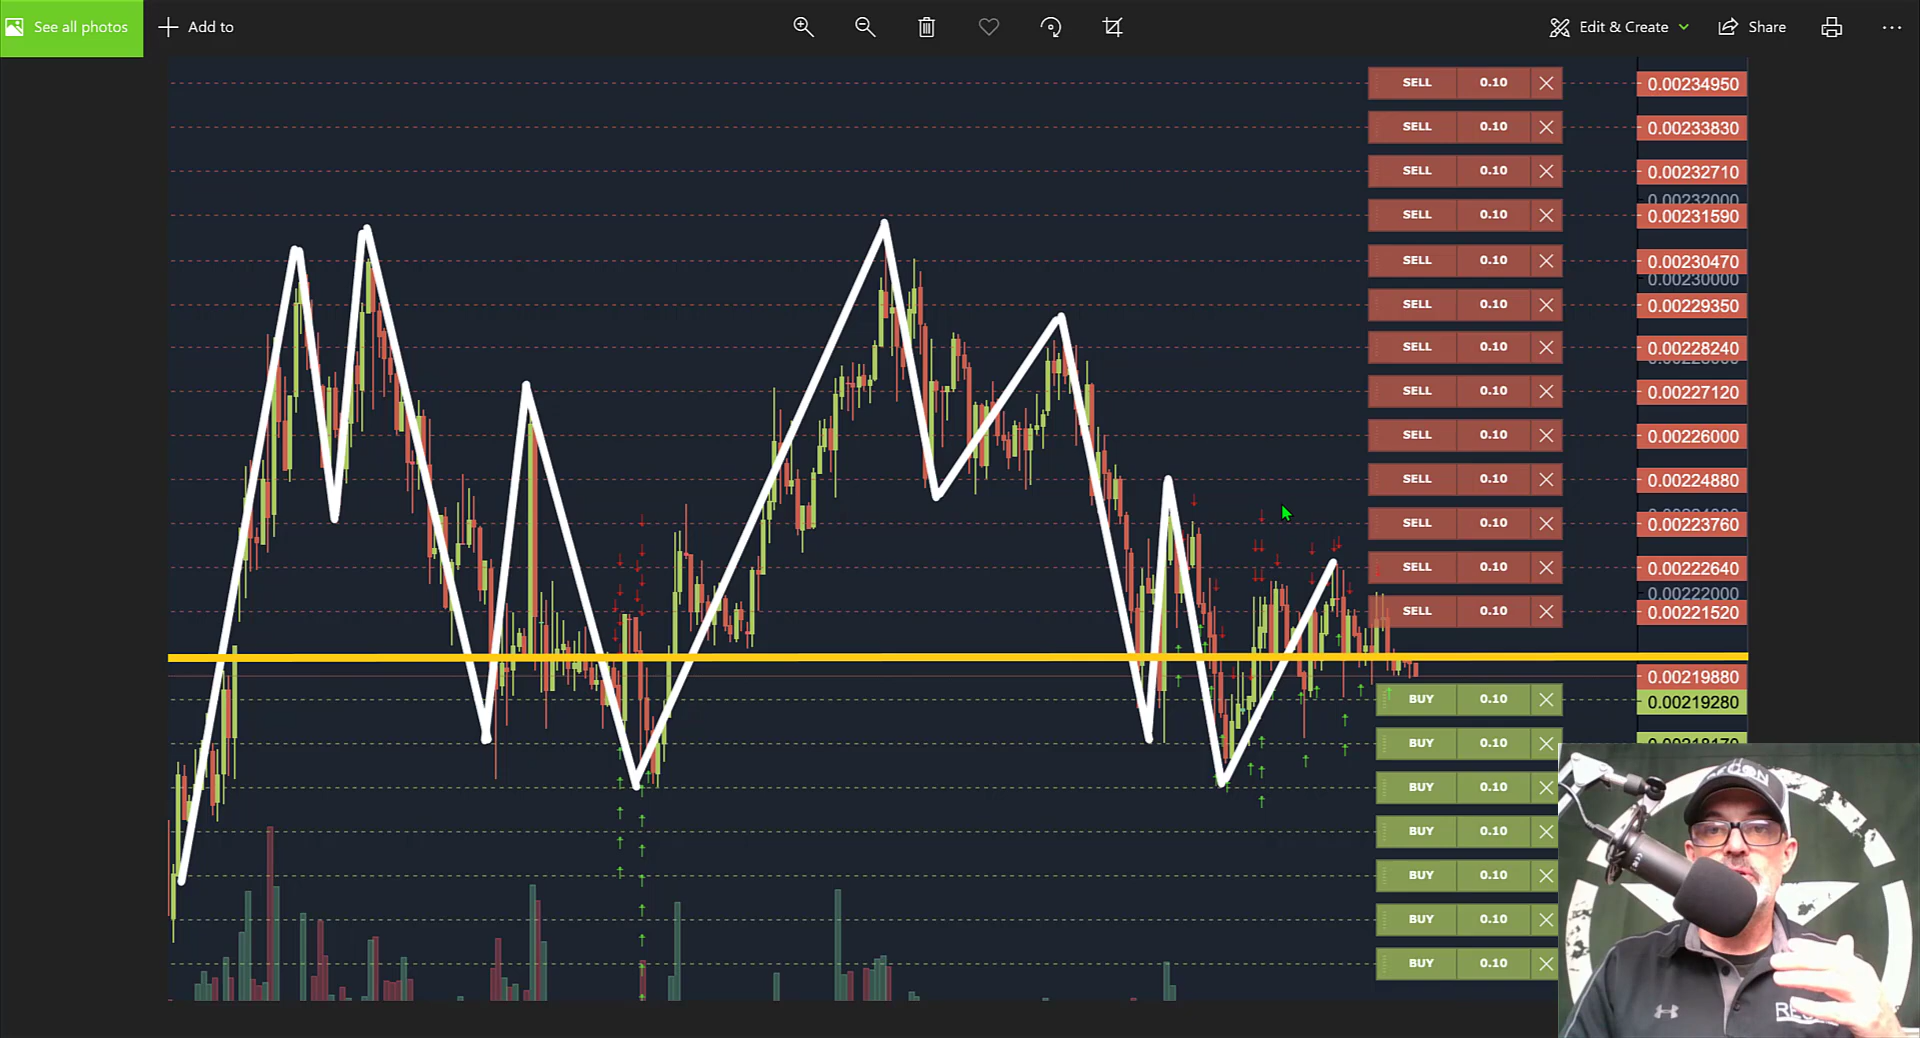 See all photos
Add to
Edit & Create
Share
SELL 0.10
0.00234950
SELL 0.10
0.00233830
SELL 0.10
0.00232710
0.00232000
SELL 0.10
0.00231590
SELL 0.10
0.00230470
0.00230000
SELL 0.10
0.00229350
SELL 0.10
0.00228240
SELL 0.10
0.00227120
SELL 0.10
0.00226000
SELL 0.10
0.00224880
SELL 0.10
0.00223760
SELL 0.10
0.00222640
0.00222000
SELL 0.10
0.00221520
0.00219880
BUY 0.10
0.00219280
BUY 0.10
0.00218170
BUY 0.10
BUY 0.10
BUY 0.10
BUY 0.10
BUY 0.10